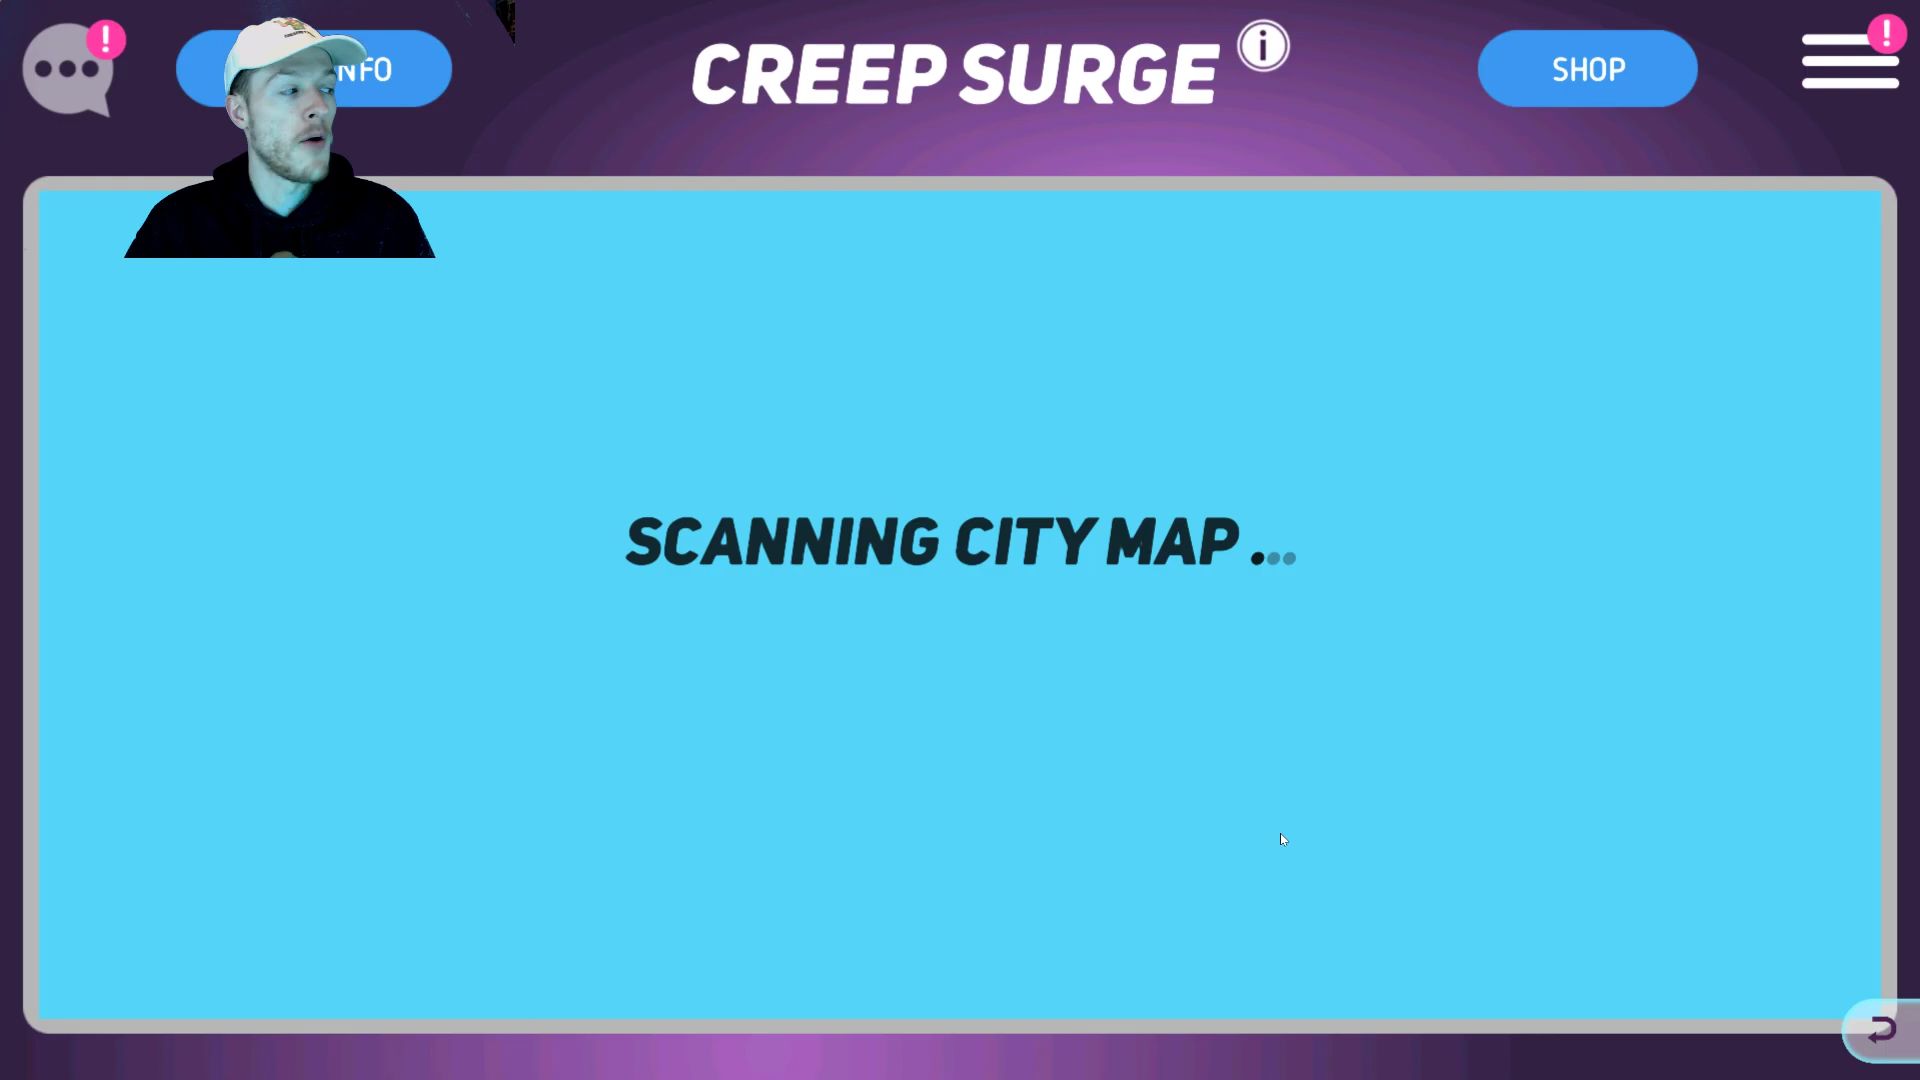 NFO
CREEP SURGE
i
SHOP
!
!
SCANNING CITY MAP ...